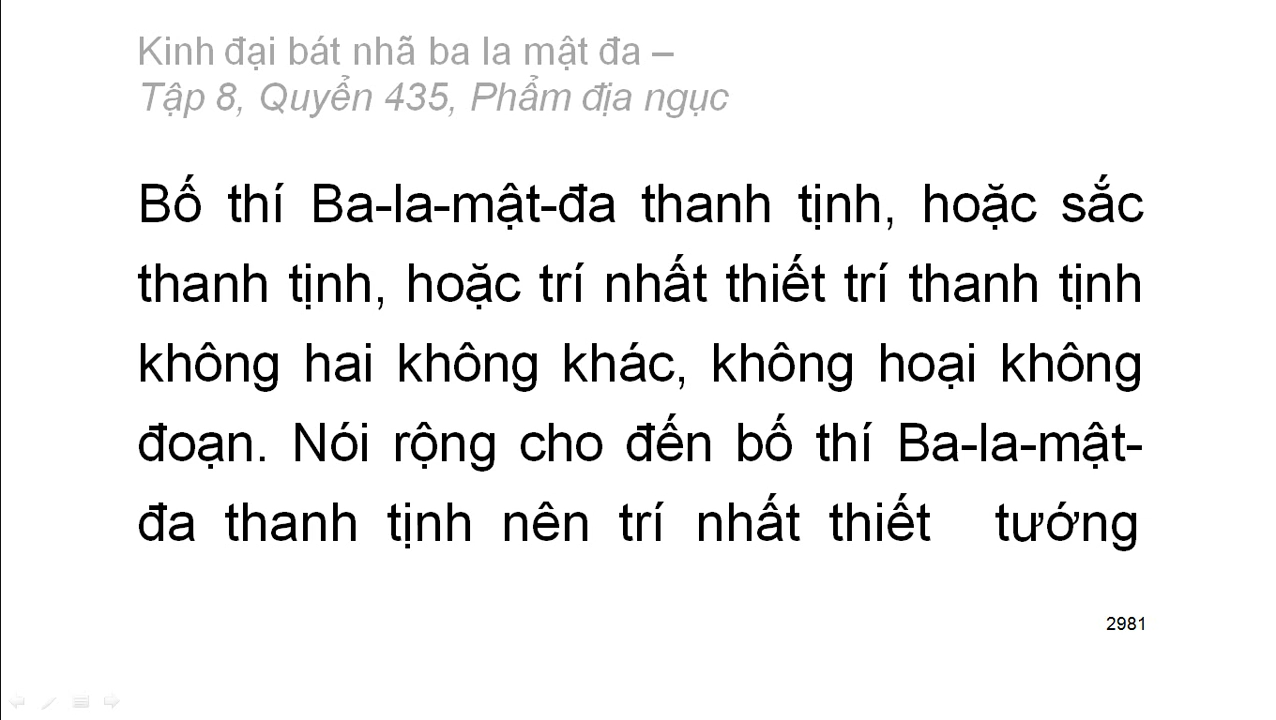 Kinh đại bát nhã ba la mật đa –
Tập 8, Quyển 435, Phẩm địa ngục
Bố thí Ba-la-mật-đa thanh tịnh, hoặc sắc
thanh tịnh, hoặc trí nhất thiết trí thanh tịnh
không hai không khác, không hoại không
đoạn. Nói rộng cho đến bố thí Ba-la-mật-
đa thanh tịnh nên trí nhất thiết tướng
2981